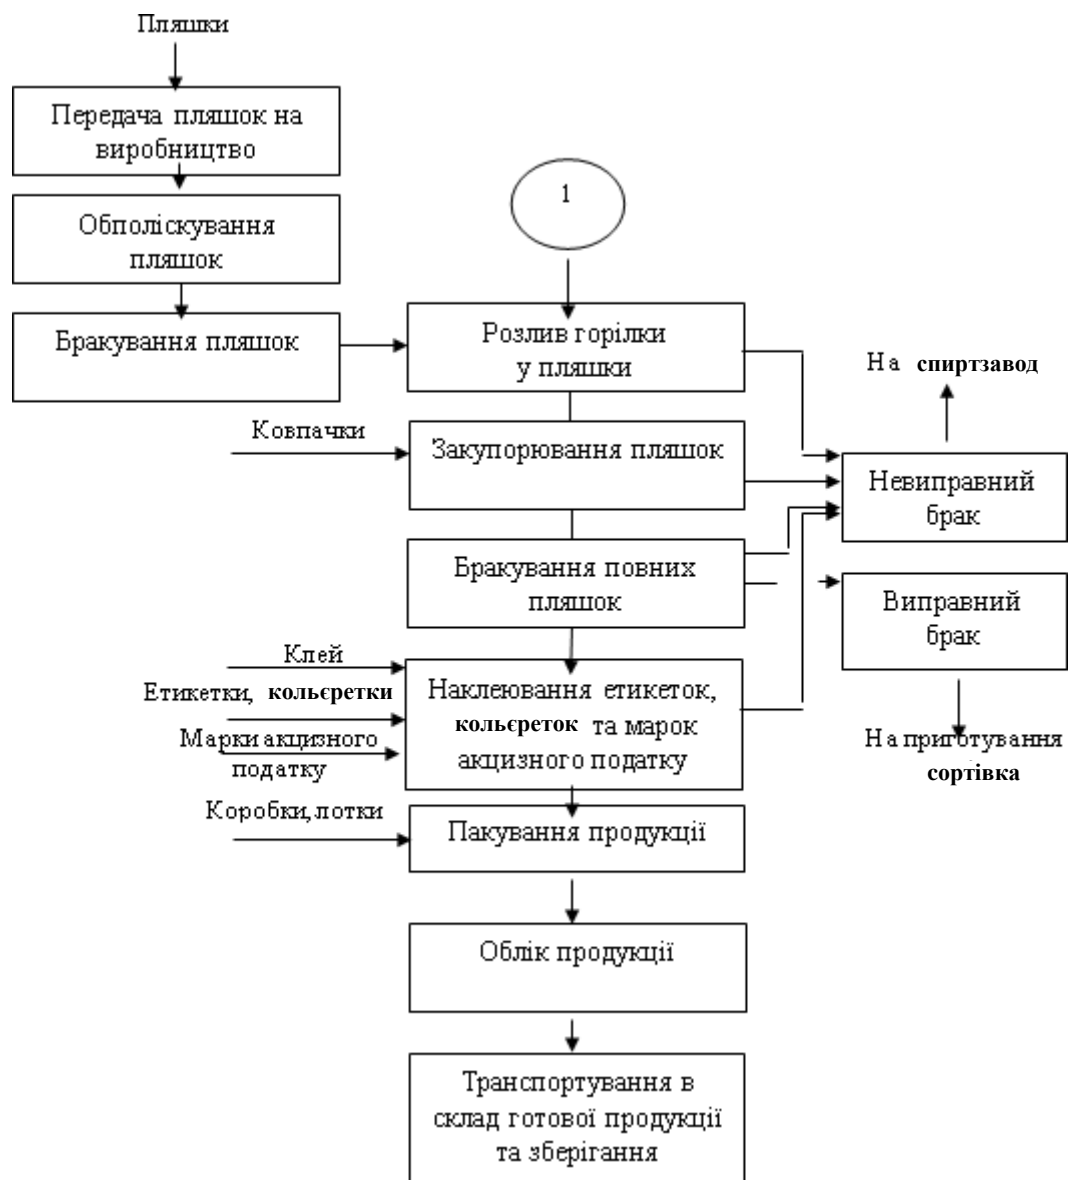 Пляшки
Передача пляшок на
виробництво
Обполіскування
пляшок
Бракування пляшок
1
Розлив горілки
у пляшки
На спиртзавод
Ковпачки
Закупорювання пляшок
Невиправний
брак
Бракування повних
пляшок
Виправний
брак
Клей
Етикетки, кольєретки
Марки акцизного
податку
Наклеювання етикеток,
кольєреток та марок
акцизного податку
На приготування
сортівка
Коробки, лотки
Пакування продукції
Облік продукції
Транспортування в
склад готової продукції
та зберігання